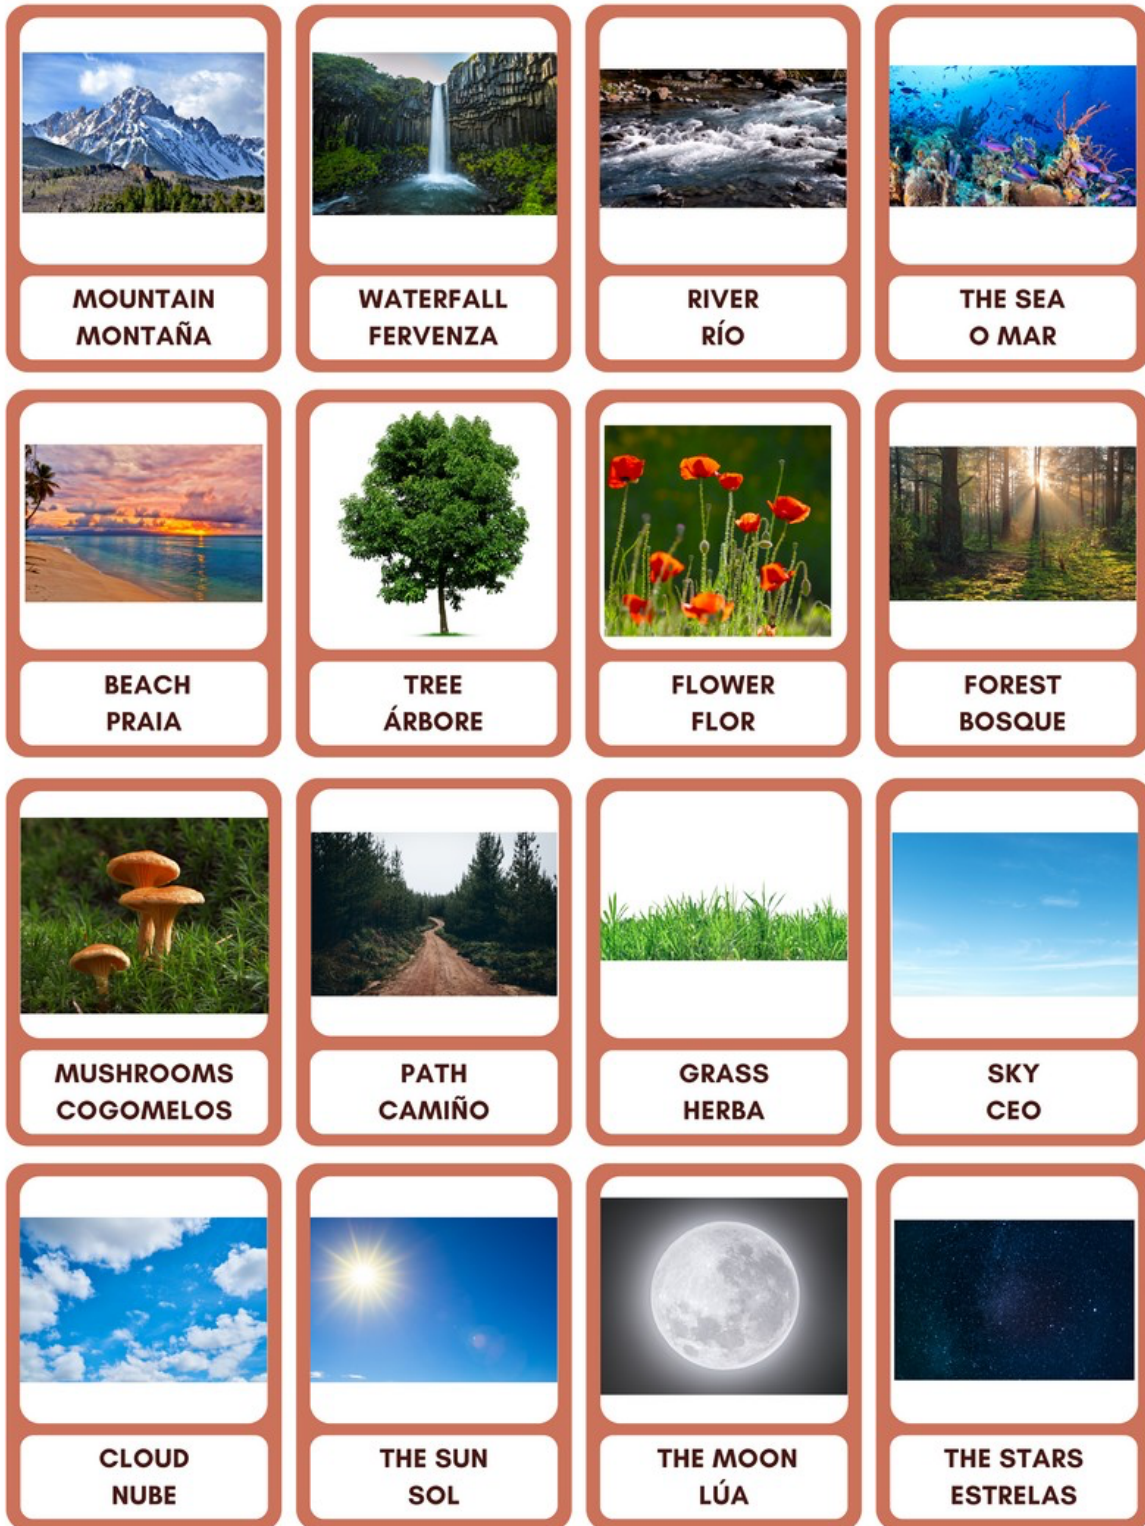 MOUNTAIN
MONTAÑA
WATERFALL
FERVENZA
RIVER
RÍO
THE SEA
O MAR
BEACH
PRAIA
TREE
ÁRBORE
FLOWER
FLOR
FOREST
BOSQUE
MUSHROOMS
COGOMELOS
PATH
CAMIÑO
GRASS
HERBA
SKY
CEO
CLOUD
NUBE
THE SUN
SOL
THE MOON
LÚA
THE STARS
ESTRELAS